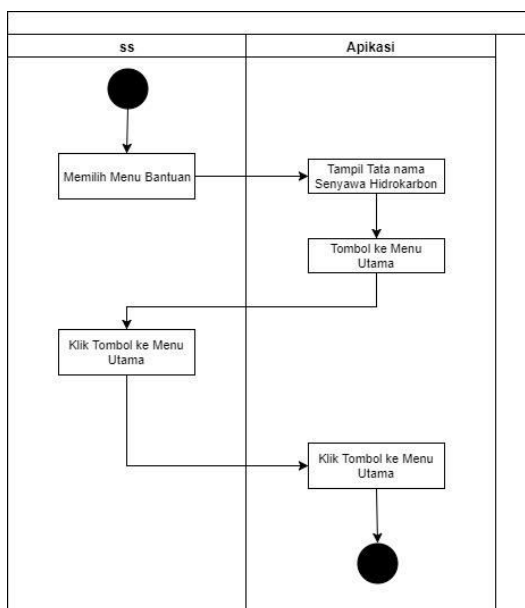 ss
Apikasi
Memilih Menu Bantuan
Tampil Tata nama
Senyawa Hidrokarbon
Tombol ke Menu
Utama
Klik Tombol ke Menu
Utama
Klik Tombol ke Menu
Utama